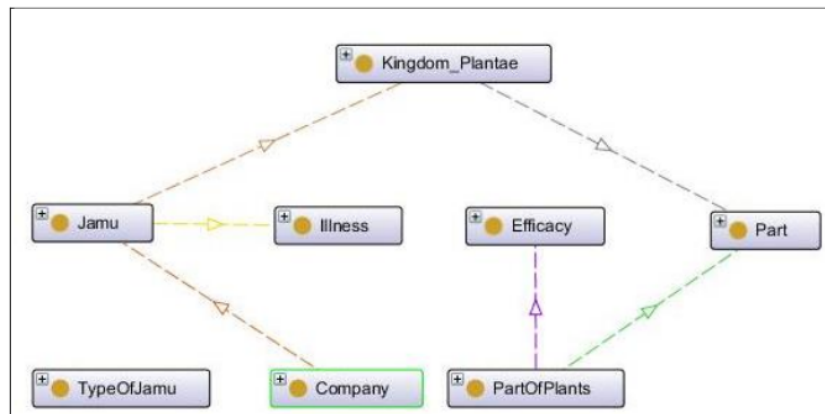 Kingdom_Plantae
Jamu
Illness
Efficacy
Part
TypeOfJamu
Company
PartOfPlants